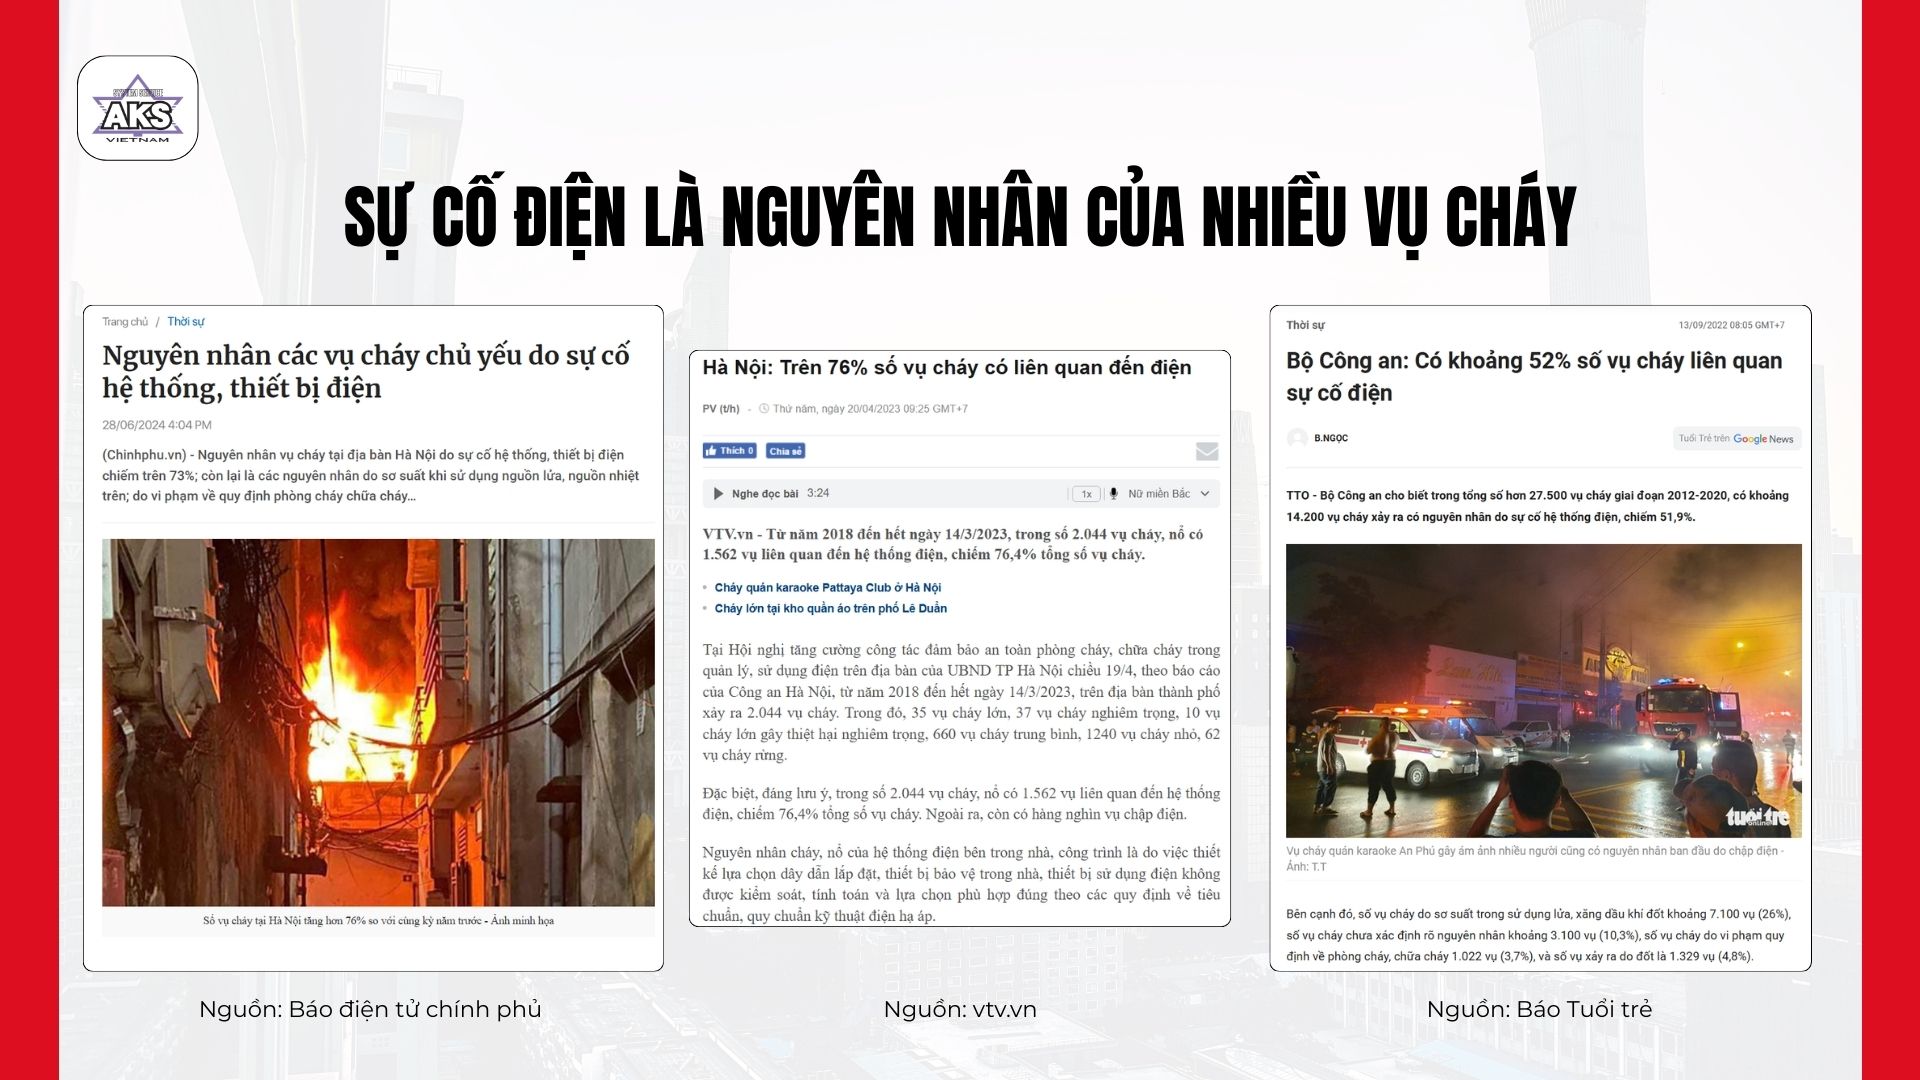 SYSTEM SERVICE
AKS
VIETNAM
SỰ CỐ ĐIỆN LÀ NGUYÊN NHÂN CỦA NHIỀU VỤ CHÁY
Trang chủ / Thời sự
Nguyên nhân các vụ cháy chủ yếu do sự cố
hệ thống, thiết bị điện
28/06/2024 4:04 PM
(Chinhphu.vn) - Nguyên nhân vụ cháy tại địa bàn Hà Nội do sự cố hệ thống, thiết bị điện
chiếm trên 73%; còn lại là các nguyên nhân do sơ suất khi sử dụng nguồn lửa, nguồn nhiệt
trên; do vi phạm về quy định phòng cháy chữa cháy...
Số vụ cháy tại Hà Nội tăng hơn 76% so với cùng kỳ năm trước - Ảnh minh họa
Nguồn: Báo điện tử chính phủ
Hà Nội: Trên 76% số vụ cháy có liên quan đến điện
PV (t/h) - Thứ năm, ngày 20/04/2023 09:25 GMT+7
Thích 0 Chia sẻ
Nghe đọc bài 3:24 1x Nữ miền Bắc
VTV.vn - Từ năm 2018 đến hết ngày 14/3/2023, trong số 2.044 vụ cháy, nổ có
1.562 vụ liên quan đến hệ thống điện, chiếm 76,4% tổng số vụ cháy.
Cháy quán karaoke Pattaya Club ở Hà Nội
Cháy lớn tại kho quần áo trên phố Lê Duẩn
Tại Hội nghị tăng cường công tác đảm bảo an toàn phòng cháy, chữa cháy trong
quản lý, sử dụng điện trên địa bàn của UBND TP Hà Nội chiều 19/4, theo báo cáo
của Công an Hà Nội, từ năm 2018 đến hết ngày 14/3/2023, trên địa bàn thành phố
xảy ra 2.044 vụ cháy. Trong đó, 35 vụ cháy lớn, 37 vụ cháy nghiêm trọng, 10 vụ
cháy lớn gây thiệt hại nghiêm trọng, 660 vụ cháy trung bình, 1240 vụ cháy nhỏ, 62
vụ cháy rừng.
Đặc biệt, đáng lưu ý, trong số 2.044 vụ cháy, nổ có 1.562 vụ liên quan đến hệ thống
điện, chiếm 76,4% tổng số vụ cháy. Ngoài ra, còn có hàng nghìn vụ chập điện.
Nguyên nhân cháy, nổ của hệ thống điện bên trong nhà, công trình là do việc thiết
kế lựa chọn dây dẫn lắp đặt, thiết bị bảo vệ trong nhà, thiết bị sử dụng điện không
được kiểm soát, tính toán và lựa chọn phù hợp đúng theo các quy định về tiêu
chuẩn, quy chuẩn kỹ thuật điện hạ áp.
Nguồn: vtv.vn
Thời sự 13/09/2022 08:05 GMT+7
Bộ Công an: Có khoảng 52% số vụ cháy liên quan
sự cố điện
B.NGỌC Tuổi Trẻ trên Google News
TTO - Bộ Công an cho biết trong tổng số hơn 27.500 vụ cháy giai đoạn 2012-2020, có khoảng
14.200 vụ cháy xảy ra có nguyên nhân do sự cố hệ thống điện, chiếm 51,9%.
tuổi trẻ
online
Vụ cháy quán karaoke An Phú gây ám ảnh nhiều người cũng có nguyên nhân ban đầu do chập điện -
Ảnh: T.T
Bên cạnh đó, số vụ cháy do sơ suất trong sử dụng lửa, xăng dầu khí đốt khoảng 7.100 vụ (26%),
số vụ cháy chưa xác định rõ nguyên nhân khoảng 3.100 vụ (10,3%), số vụ cháy do vi phạm quy
định về phòng cháy, chữa cháy 1.022 vụ (3,7%), và số vụ xảy ra do đốt là 1.329 vụ (4,8%).
Nguồn: Báo Tuổi trẻ